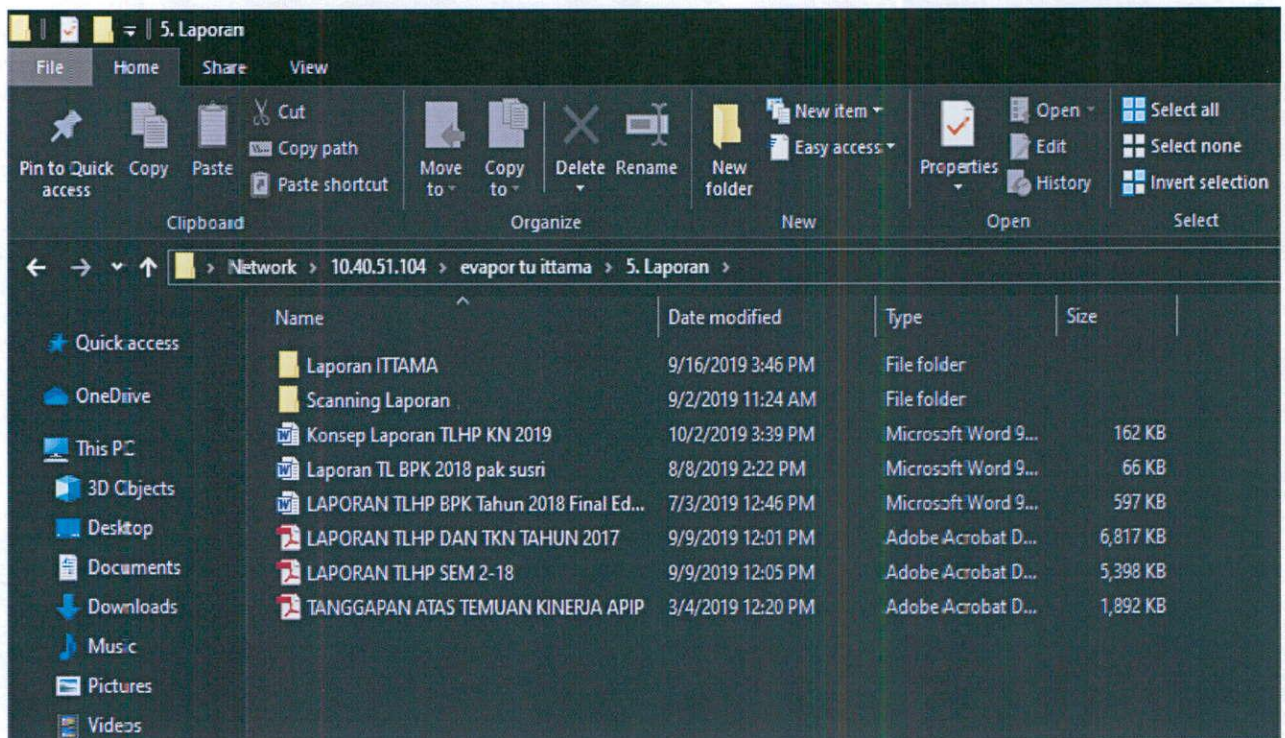 5. Laporan
File Home Share View
Pin to Quick access
Copy
Paste
Cut
Copy path
Paste shortcut
Move to
Copy to
Delete
Rename
New folder
New item
Easy access
Properties
Open
Edit
History
Select all
Select none
Invert selection
Clipboard Organize New Open Select
Network > 10.40.51.104 > evapor tu ittama > 5. Laporan >
Quick access
OneDrive
This PC
3D Objects
Desktop
Documents
Downloads
Music
Pictures
Videos
Name Date modified Type Size
Laporan ITTAMA 9/16/2019 3:46 PM File folder
Scanning Laporan 9/2/2019 11:24 AM File folder
Konsep Laporan TLHP KN 2019 10/2/2019 3:39 PM Microsoft Word 9... 162 KB
Laporan TL BPK 2018 pak susri 8/8/2019 2:22 PM Microsoft Word 9... 66 KB
LAPORAN TLHP BPK Tahun 2018 Final Ed... 7/3/2019 12:46 PM Microsoft Word 9... 597 KB
LAPORAN TLHP DAN TKN TAHUN 2017 9/9/2019 12:01 PM Adobe Acrobat D... 6,817 KB
LAPORAN TLHP SEM 2-18 9/9/2019 12:05 PM Adobe Acrobat D... 5,398 KB
TANGGAPAN ATAS TEMUAN KINERJA APIP 3/4/2019 12:20 PM Adobe Acrobat D... 1,892 KB